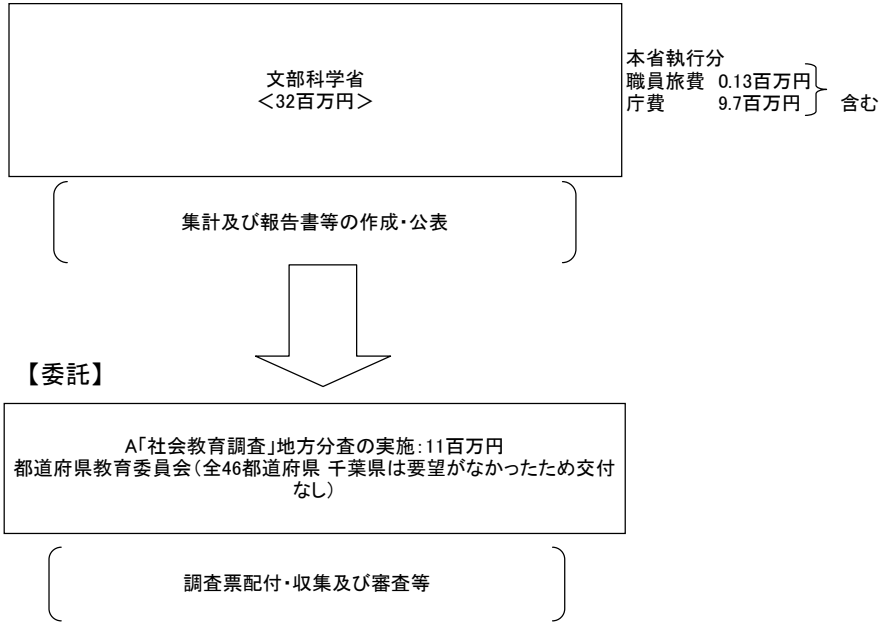 文部科学省
＜32百万円＞
本省執行分
職員旅費 0.13百万円
庁費 9.7百万円 含む
集計及び報告書等の作成・公表
【委託】
A「社会教育調査」地方分査の実施：11百万円
都道府県教育委員会（全46都道府県 千葉県は要望がなかったため交付
なし）
調査票配付・収集及び審査等